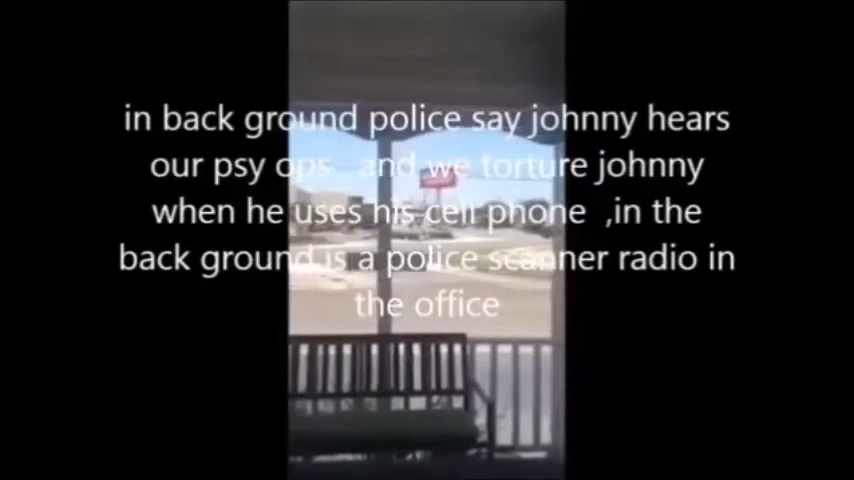 in back ground police say johnny hears
our psy ops and we torture johnny
when he uses his cell phone ,in the
back ground is a police scanner radio in
the office